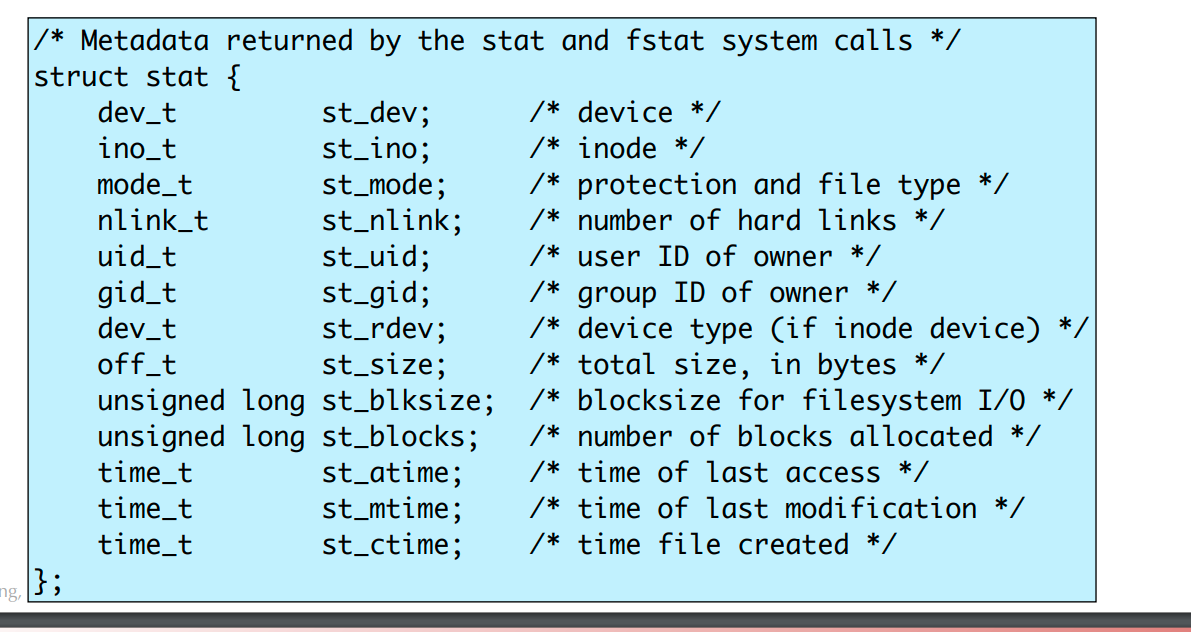 /* Metadata returned by the stat and fstat system calls */
struct stat {
    dev_t         st_dev;      /* device */
    ino_t         st_ino;      /* inode */
    mode_t        st_mode;     /* protection and file type */
    nlink_t       st_nlink;    /* number of hard links */
    uid_t         st_uid;      /* user ID of owner */
    gid_t         st_gid;      /* group ID of owner */
    dev_t         st_rdev;     /* device type (if inode device) */
    off_t         st_size;     /* total size, in bytes */
    unsigned long st_blksize;  /* blocksize for filesystem I/O */
    unsigned long st_blocks;   /* number of blocks allocated */
    time_t        st_atime;    /* time of last access */
    time_t        st_mtime;    /* time of last modification */
    time_t        st_ctime;    /* time file created */
};
ng,